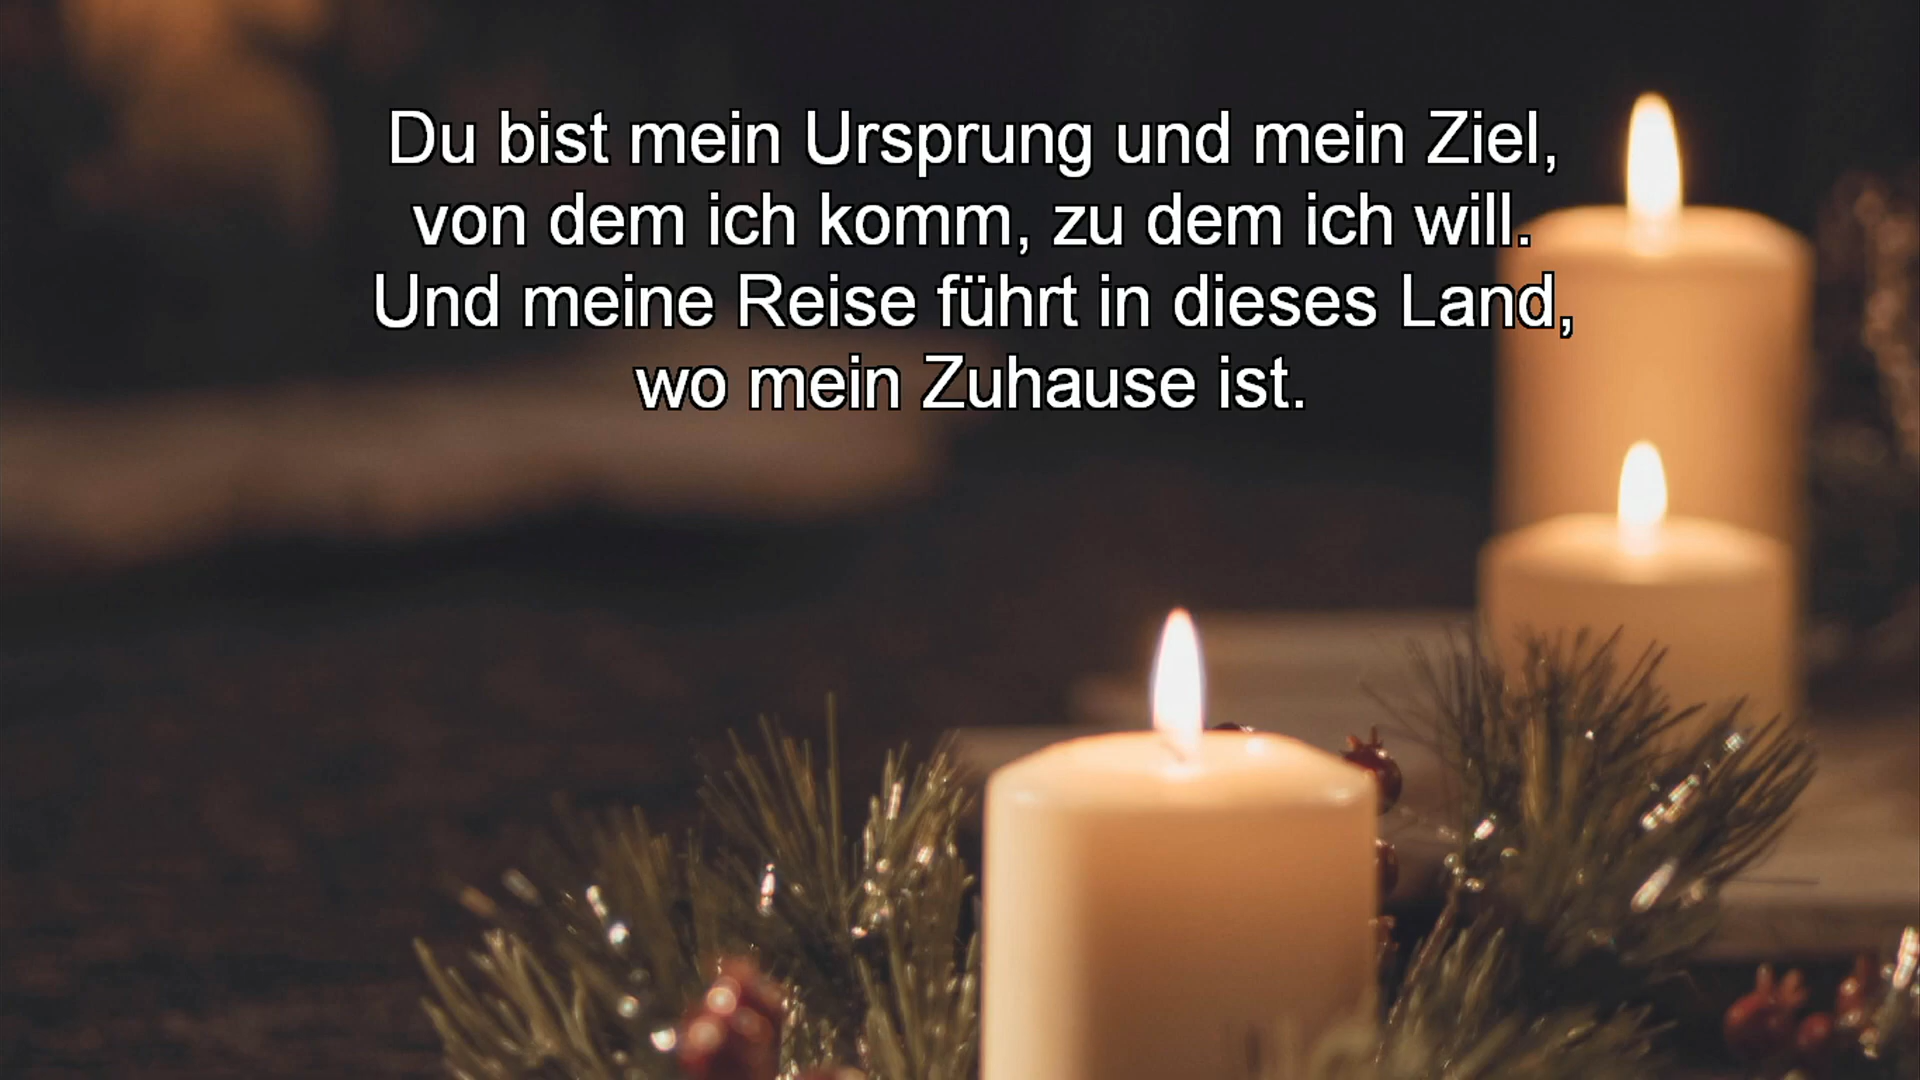 Du bist mein Ursprung und mein Ziel,
von dem ich komm, zu dem ich will.
Und meine Reise führt in dieses Land,
wo mein Zuhause ist.